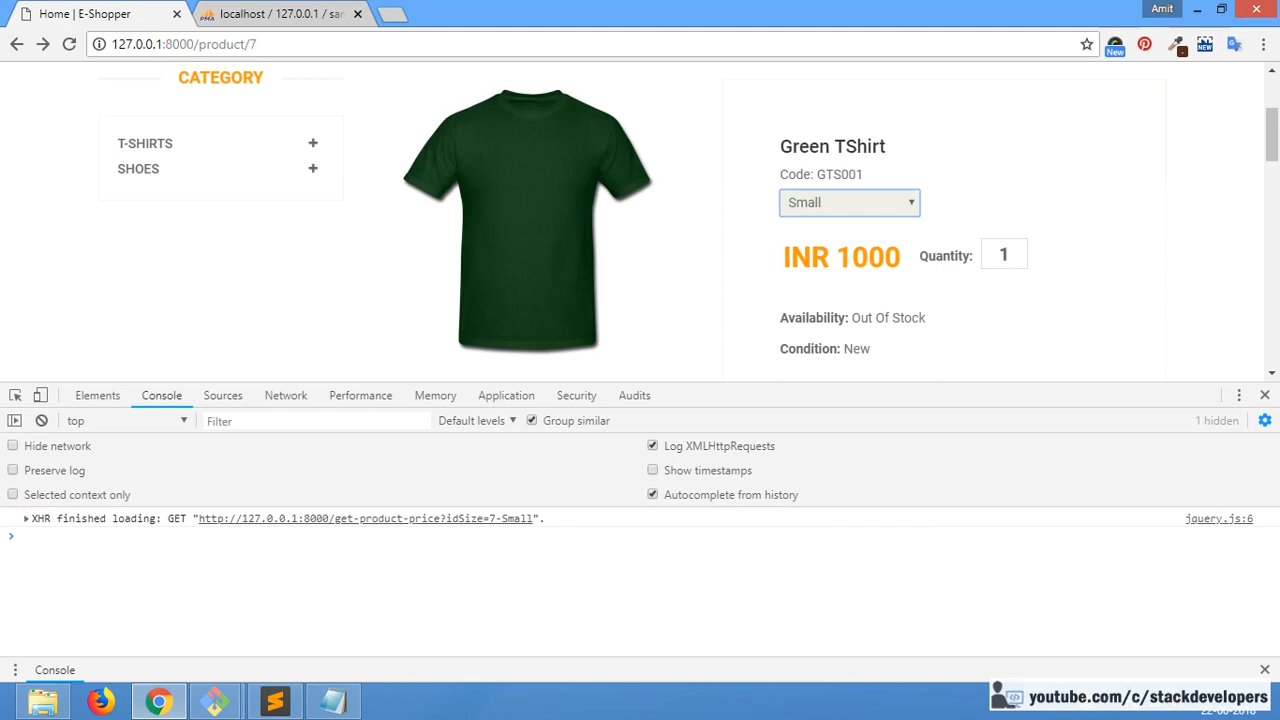 Home | E-Shopper
localhost / 127.0.0.1 / san
Amit
127.0.0.1:8000/product/7
New
NEW
CATEGORY
T-SHIRTS
SHOES
Green TShirt
Code: GTS001
Small
INR 1000 Quantity: 1
Availability: Out Of Stock
Condition: New
Elements Console Sources Network Performance Memory Application Security Audits
top Filter Default levels Group similar 1 hidden
Hide network Log XMLHttpRequests
Preserve log Show timestamps
Selected context only Autocomplete from history
XHR finished loading: GET "http://127.0.0.1:8000/get-product-price?idSize=7-Small". jquery.js:6
Console
youtube.com/c/stackdevelopers